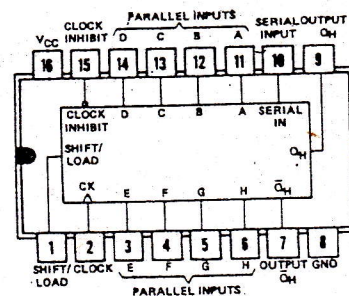 PARALLEL INPUTS
CLOCK SERIAL OUTPUT
VCC INHIBIT D C B A INPUT QH
16 15 14 13 12 11 10 9
CLOCK D C B A SERIAL
INHIBIT IN
SHIFT/
LOAD QH
CK E F G H Q̅H
1 2 3 4 5 6 7 8
SHIFT/ CLOCK E F G H OUTPUT GND
LOAD Q̅H
PARALLEL INPUTS